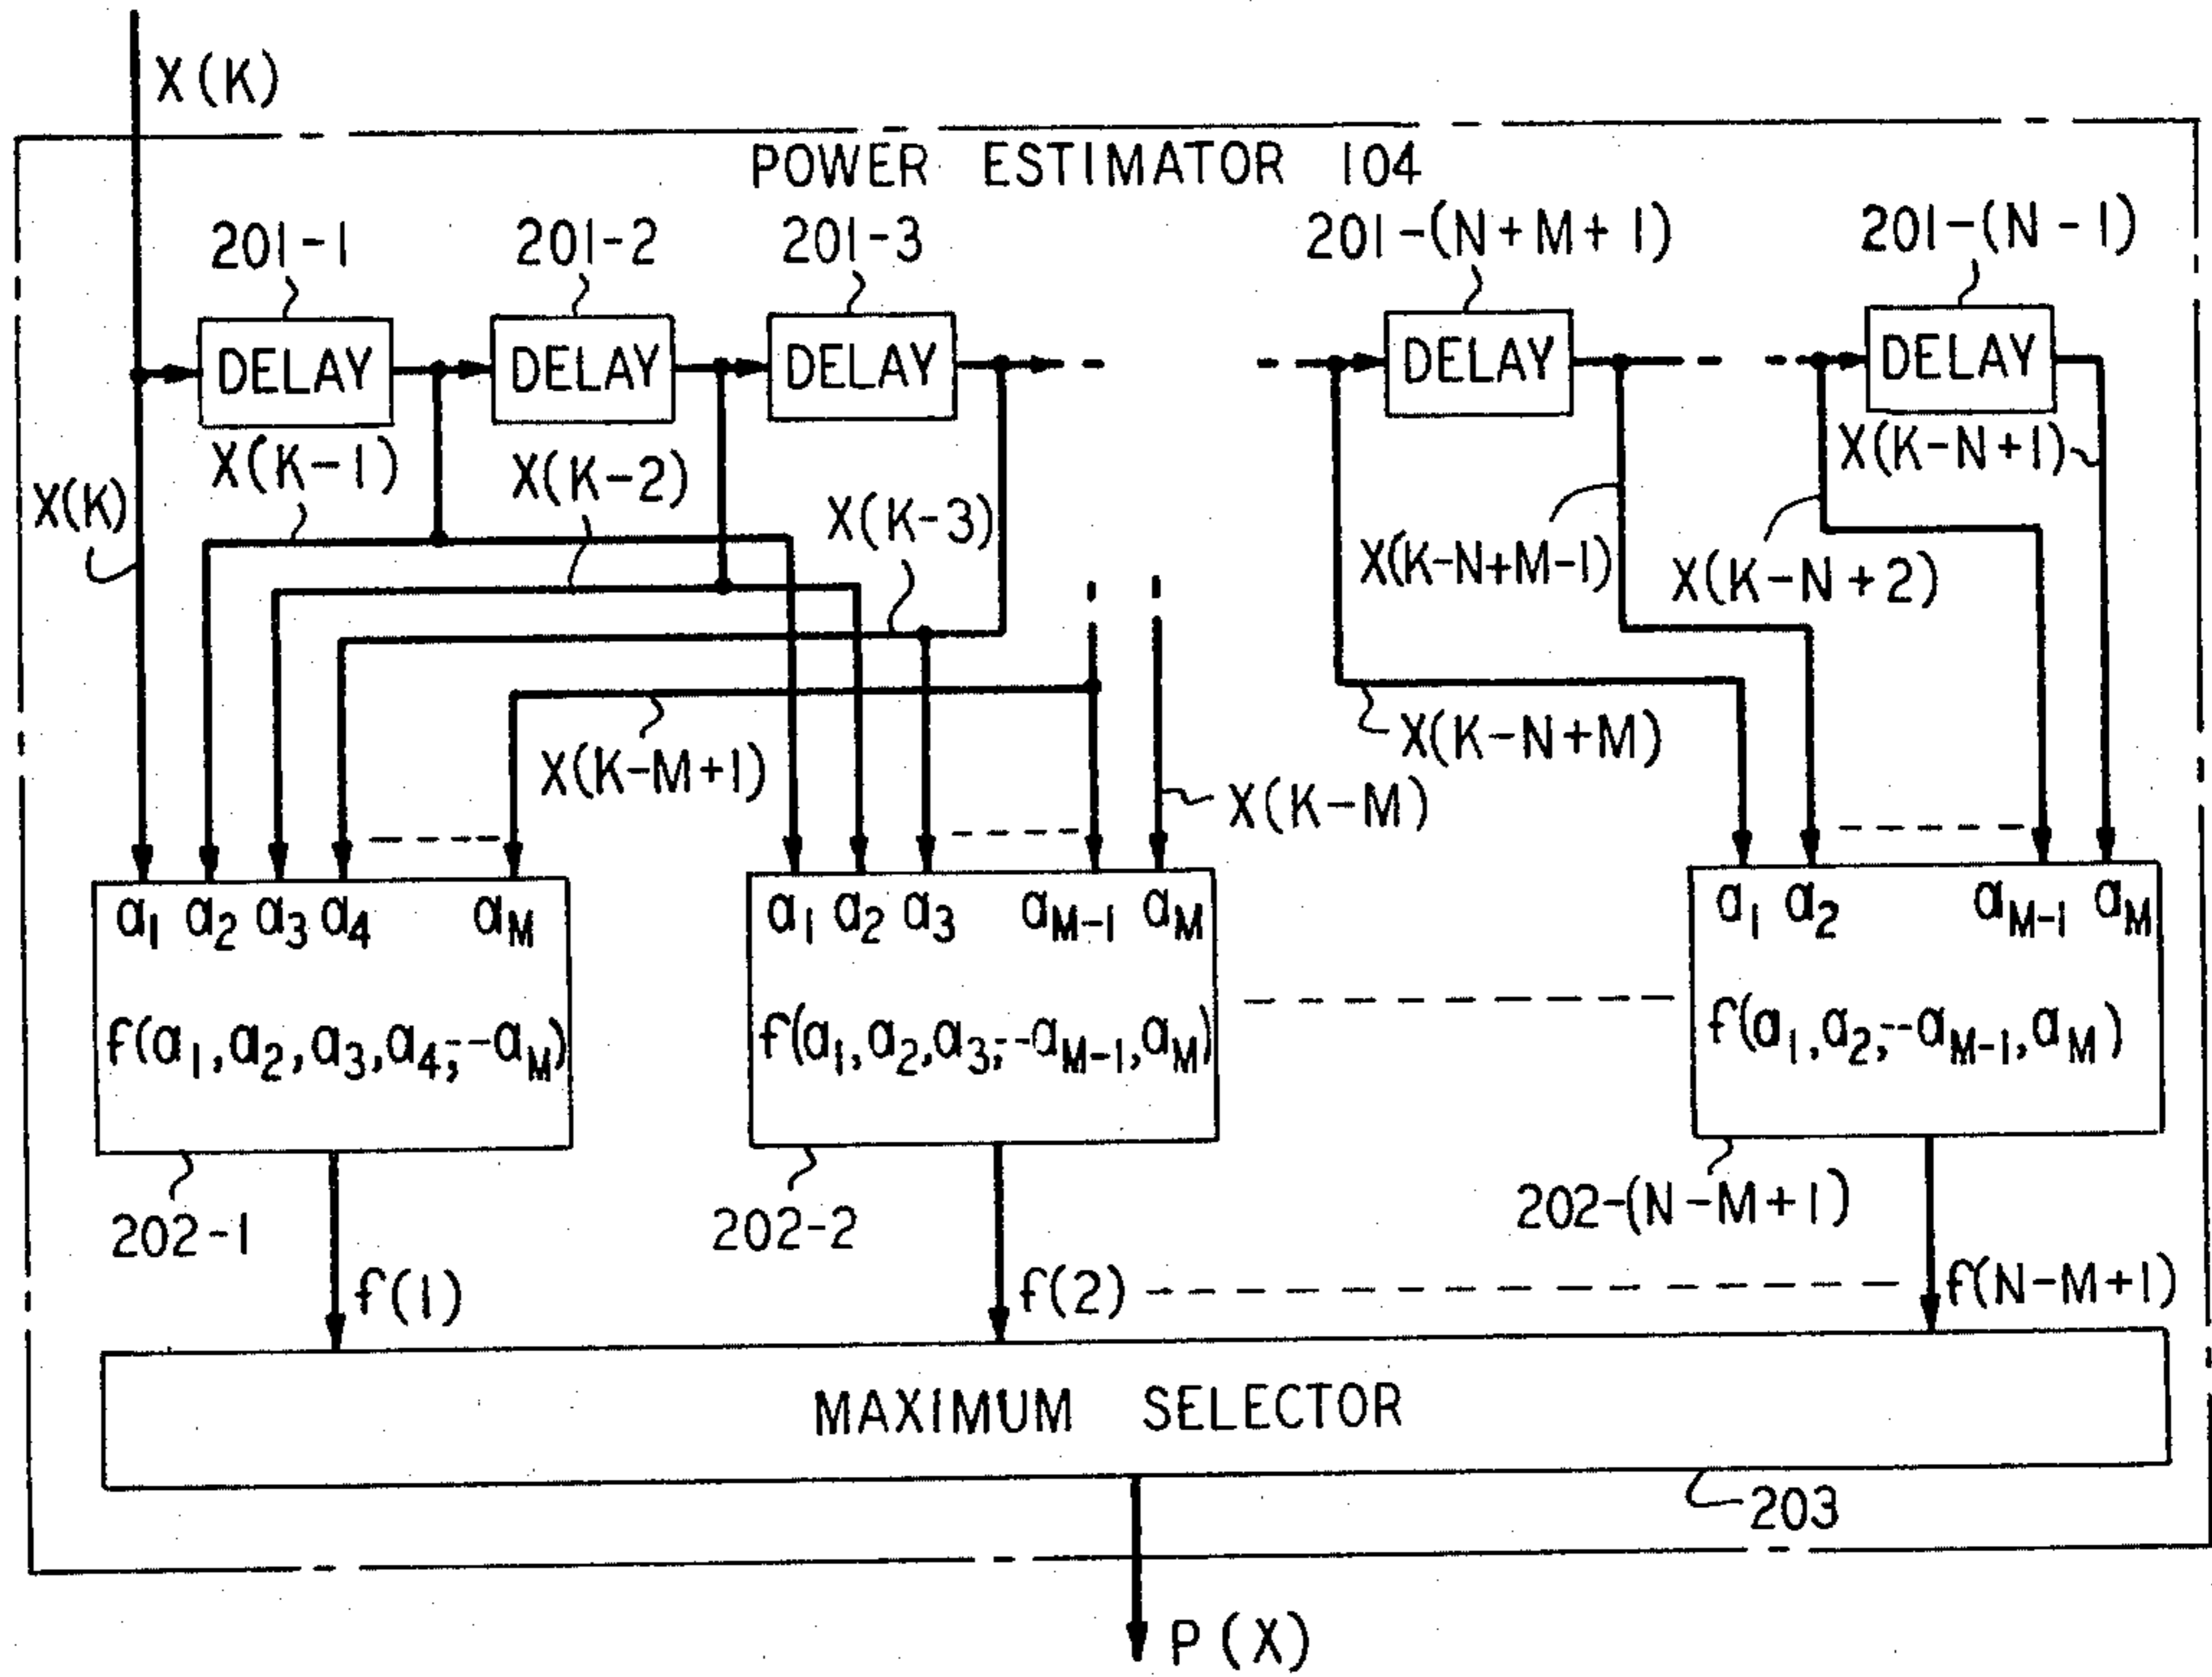 X(K)
POWER ESTIMATOR 104
201-1
201-2
201-3
201-(N+M+1)
201-(N-1)
DELAY
DELAY
DELAY
DELAY
DELAY
X(K)
X(K-1)
X(K-2)
X(K-3)
X(K-N+M-1)
X(K-N+2)
X(K-N+1)
X(K-M+1)
X(K-M)
X(K-N+M)
a1 a2 a3 a4 aM
a1 a2 a3 aM-1 aM
a1 a2 aM-1 aM
f(a1,a2,a3,a4,--aM)
f(a1,a2,a3,--aM-1,aM)
f(a1,a2,--aM-1,aM)
202-1
202-2
202-(N-M+1)
f(1)
f(2)
f(N-M+1)
MAXIMUM SELECTOR
203
P(X)